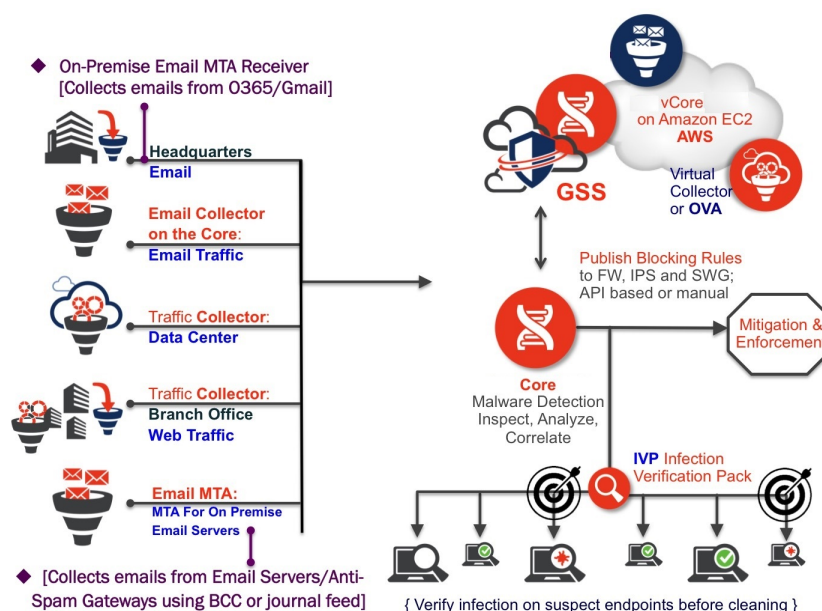 On-Premise Email MTA Receiver
[Collects emails from O365/Gmail]
Headquarters
Email
Email Collector
on the Core:
Email Traffic
Traffic Collector:
Data Center
Traffic Collector:
Branch Office
Web Traffic
Email MTA:
MTA For On Premise
Email Servers
[Collects emails from Email Servers/Anti-
Spam Gateways using BCC or journal feed]
vCore
on Amazon EC2
AWS
GSS
Virtual
Collector
or OVA
Publish Blocking Rules
to FW, IPS and SWG;
API based or manual
Mitigation &
Enforcement
Core
Malware Detection
Inspect, Analyze,
Correlate
IVP Infection
Verification Pack
{ Verify infection on suspect endpoints before cleaning }